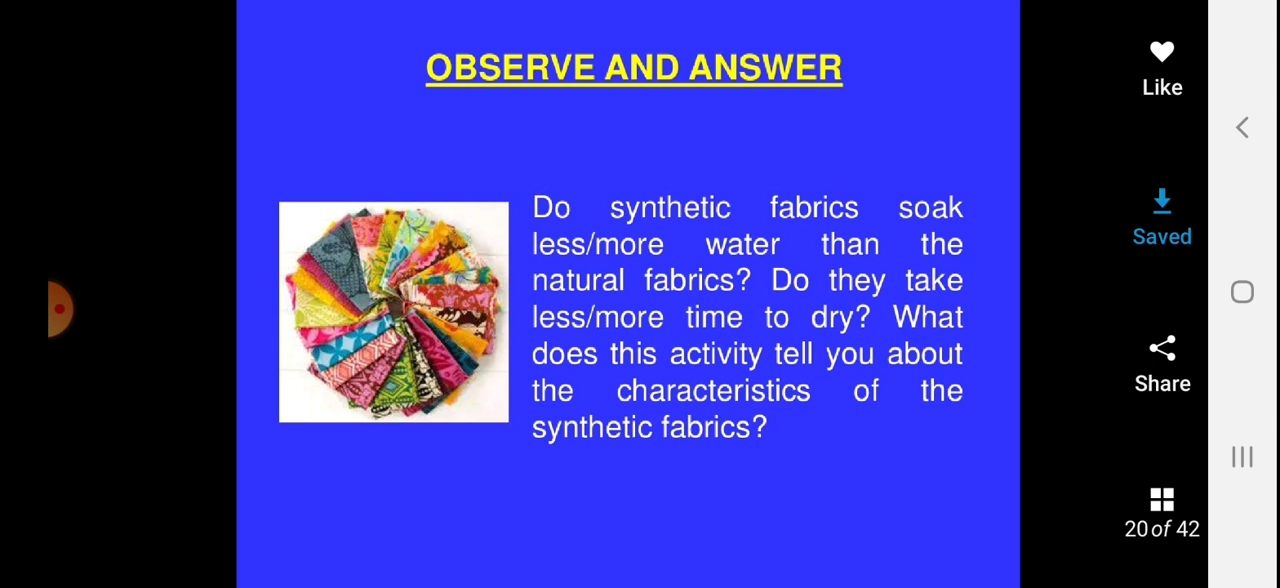 OBSERVE AND ANSWER
Do synthetic fabrics soak
less/more water than the
natural fabrics? Do they take
less/more time to dry? What
does this activity tell you about
the characteristics of the
synthetic fabrics?
Like
Saved
Share
20 of 42